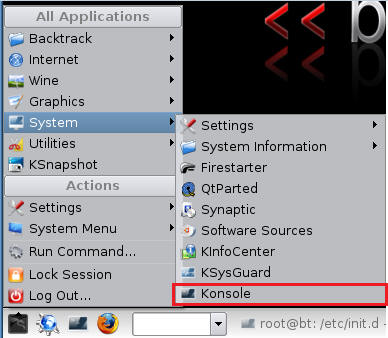 All Applications
Backtrack
Internet
Wine
Graphics
System
Utilities
KSnapshot
Actions
Settings
System Menu
Run Command...
Lock Session
Log Out...
Settings
System Information
Firestarter
QtParted
Synaptic
Software Sources
KInfoCenter
KSysGuard
Konsole
<< b
root@bt: /etc/init.d -